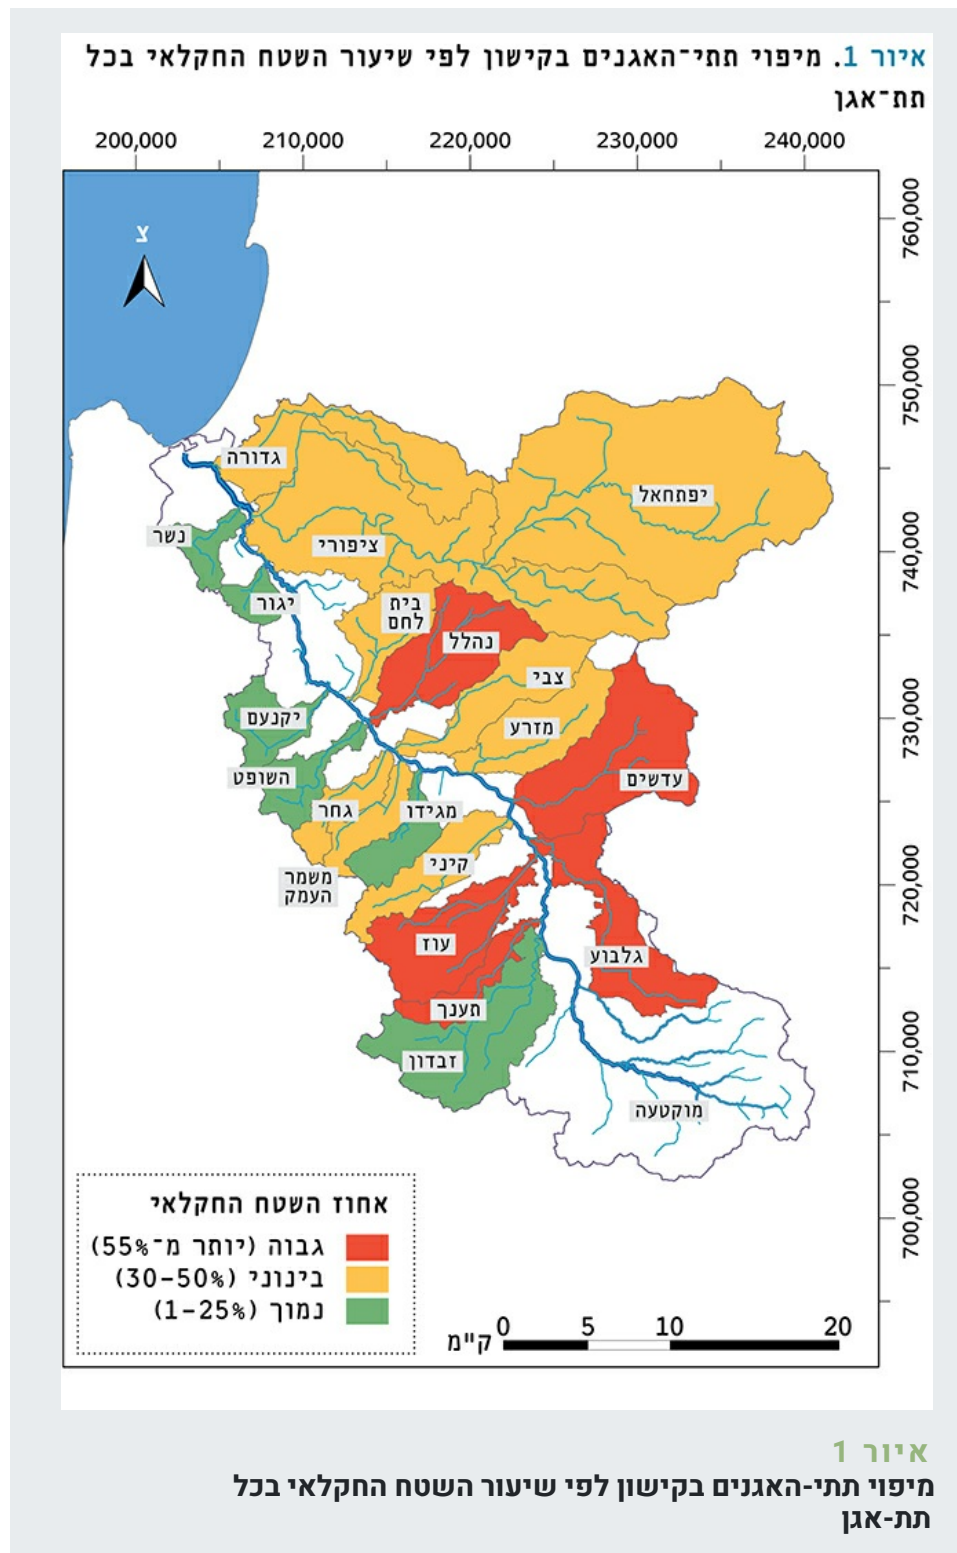 איור 1. מיפוי תתי־האגנים בקישון לפי שיעור השטח החקלאי בכל
תת־אגן
200,000 210,000 220,000 230,000 240,000
760,000
750,000
740,000
730,000
720,000
710,000
700,000
צ
גדורה
יפתחאל
נשר
ציפורי
יגור
בית
לחם
נהלל
צבי
יקנעם
מזרע
השופט
עדשים
גחר
מגידו
משמר
העמק
קיני
עוז
גלבוע
תענך
זבדון
מוקטעה
אחוז השטח החקלאי
גבוה (יותר מ־55%)
בינוני (30–50%)
נמוך (1–25%)
0 5 10 20
ק"מ
איור 1
מיפוי תתי-האגנים בקישון לפי שיעור השטח החקלאי בכל
תת-אגן